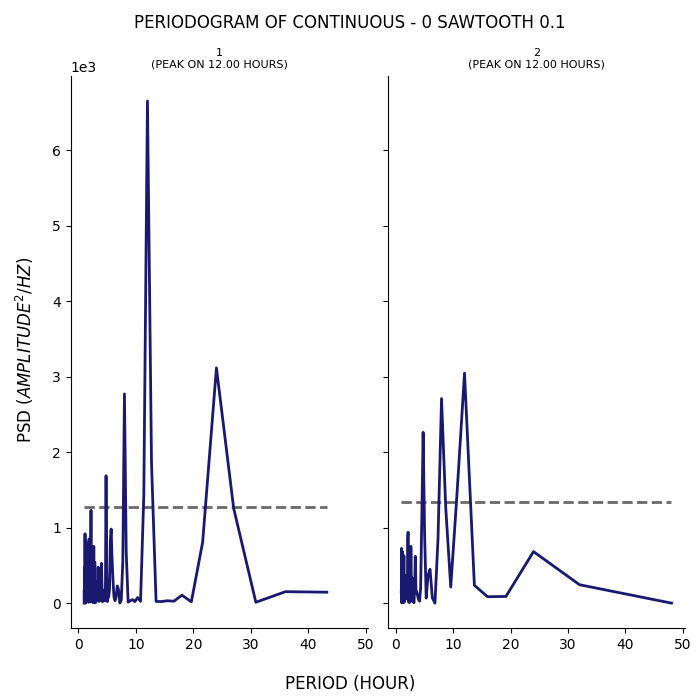 PERIODOGRAM OF CONTINUOUS - 0 SAWTOOTH 0.1
1
(PEAK ON 12.00 HOURS)
2
(PEAK ON 12.00 HOURS)
1e3
6
5
4
3
2
1
0
PSD (AMPLITUDE²/HZ)
0 10 20 30 40 50
0 10 20 30 40 50
PERIOD (HOUR)